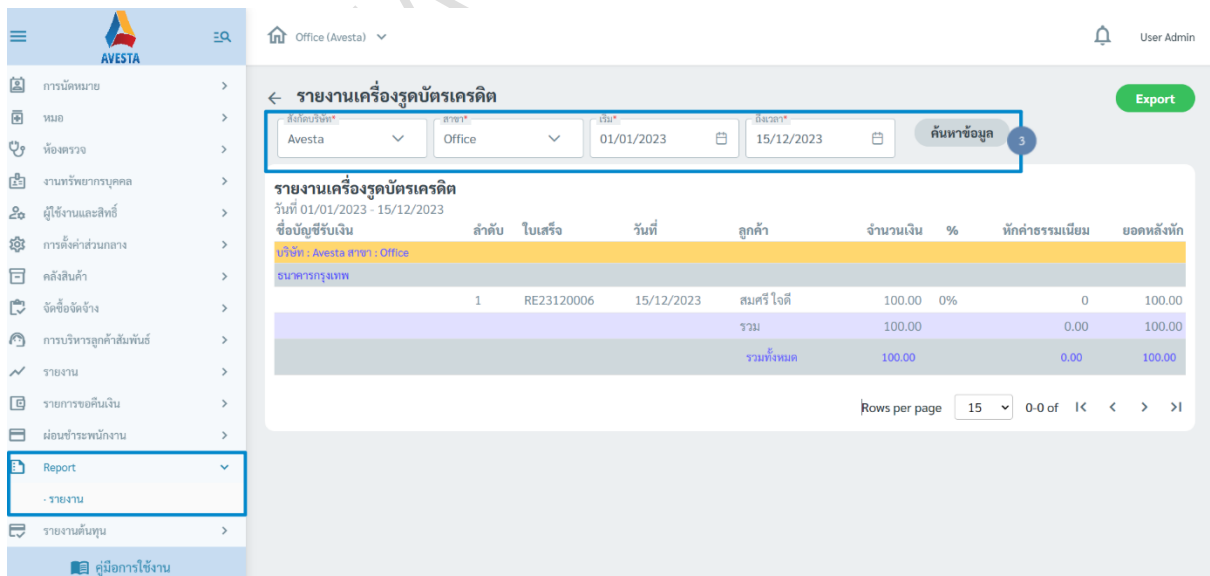 AVESTA
Office (Avesta)
User Admin
การนัดหมาย
หมอ
ห้องตรวจ
งานทรัพยากรบุคคล
ผู้ใช้งานและสิทธิ์
การตั้งค่าส่วนกลาง
คลังสินค้า
จัดซื้อจัดจ้าง
การบริหารลูกค้าสัมพันธ์
รายงาน
รายการขอคืนเงิน
ผ่อนชำระพนักงาน
Report
· รายงาน
รายงานต้นทุน
คู่มือการใช้งาน
รายงานเครื่องรูดบัตรเครดิต
Export
สังกัดบริษัท* สาขา* เริ่ม* ถึงเวลา*
Avesta Office 01/01/2023 15/12/2023 ค้นหาข้อมูล 3
รายงานเครื่องรูดบัตรเครดิต
วันที่ 01/01/2023 - 15/12/2023
ชื่อบัญชีรับเงิน ลำดับ ใบเสร็จ วันที่ ลูกค้า จำนวนเงิน % หักค่าธรรมเนียม ยอดหลังหัก
บริษัท : Avesta สาขา : Office
ธนาคารกรุงเทพ
1 RE23120006 15/12/2023 สมศรี ใจดี 100.00 0% 0 100.00
รวม 100.00 0.00 100.00
รวมทั้งหมด 100.00 0.00 100.00
Rows per page 15 0-0 of